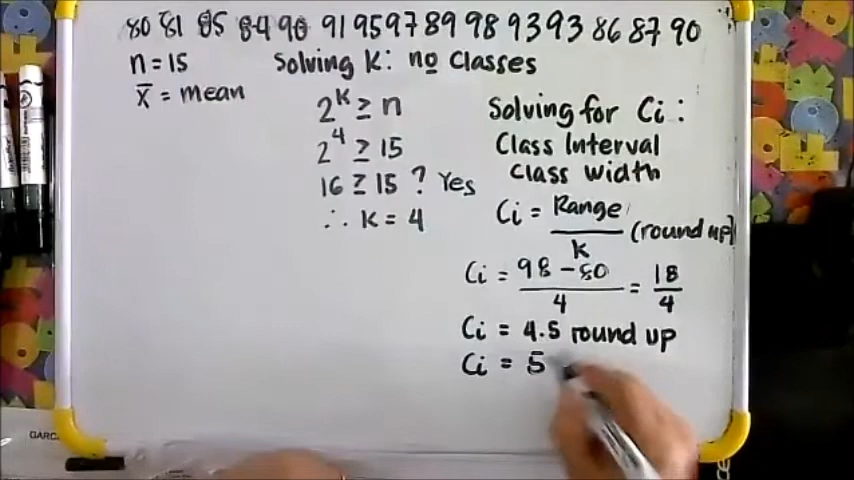 80 81 85 84 90 91 95 97 89 98 93 93 86 87 90
n = 15
x̄ = mean
Solving K: no Classes
2^K ≥ n
2^4 ≥ 15
16 ≥ 15 ? Yes
∴ K = 4
Solving for Ci :
Class Interval
Class Width
Ci = Range / K (round up)
Ci = 98 - 80 / 4 = 18 / 4
Ci = 4.5 round up
Ci = 5